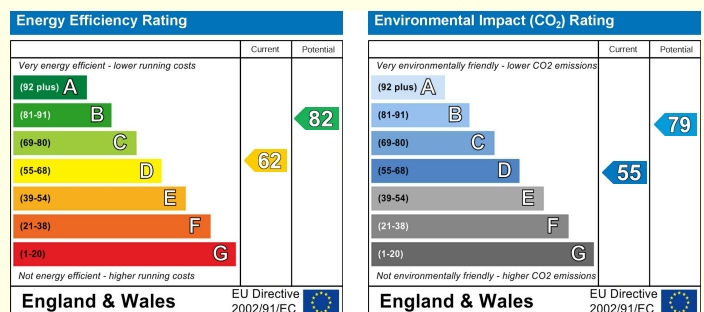 Energy Efficiency Rating
Current Potential
Very energy efficient - lower running costs
(92 plus) A
(81-91) B
82
(69-80) C
(55-68) D
62
(39-54) E
(21-38) F
(1-20) G
Not energy efficient - higher running costs
England & Wales
EU Directive
2002/91/EC
Environmental Impact (CO₂) Rating
Current Potential
Very environmentally friendly - lower CO2 emissions
(92 plus) A
(81-91) B
79
(69-80) C
(55-68) D
55
(39-54) E
(21-38) F
(1-20) G
Not environmentally friendly - higher CO2 emissions
England & Wales
EU Directive
2002/91/EC